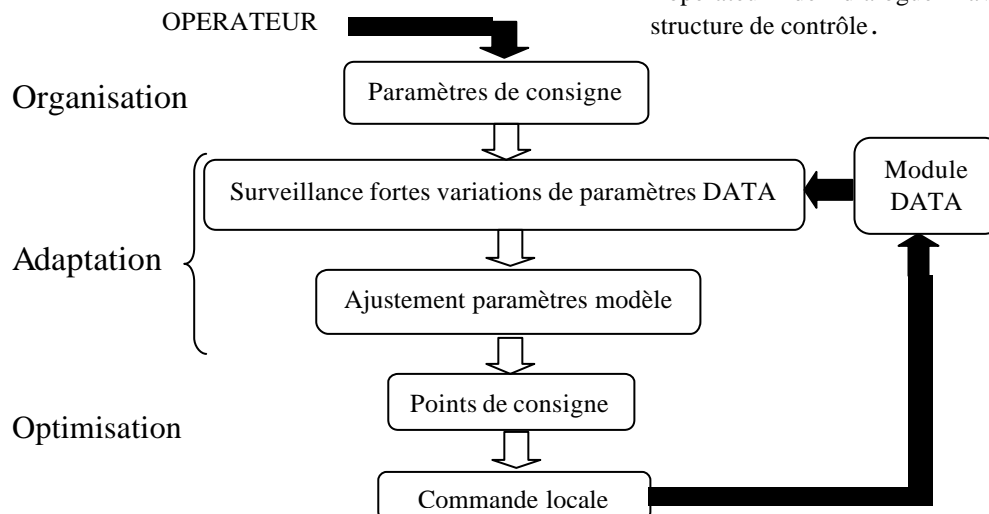 OPERATEUR
structure de contrôle.
Organisation
Paramètres de consigne
Surveillance fortes variations de paramètres DATA
Module
DATA
Adaptation
Ajustement paramètres modèle
Points de consigne
Optimisation
Commande locale